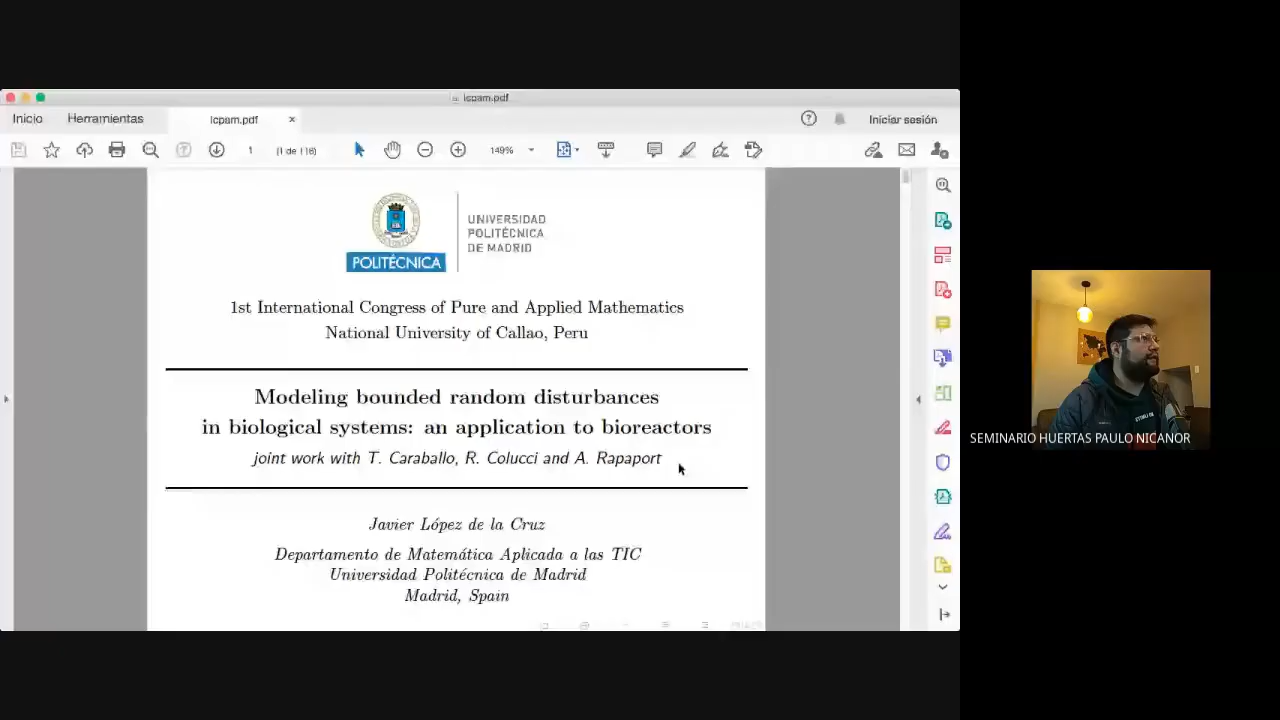 icpam.pdf
Inicio
Herramientas
icpam.pdf
Iniciar sesión
1
(1 de 116)
149%
UNIVERSIDAD
POLITÉCNICA
DE MADRID
POLITÉCNICA
1st International Congress of Pure and Applied Mathematics
National University of Callao, Peru
Modeling bounded random disturbances
in biological systems: an application to bioreactors
joint work with T. Caraballo, R. Colucci and A. Rapaport
Javier López de la Cruz
Departamento de Matemática Aplicada a las TIC
Universidad Politécnica de Madrid
Madrid, Spain
SEMINARIO HUERTAS PAULO NICANOR